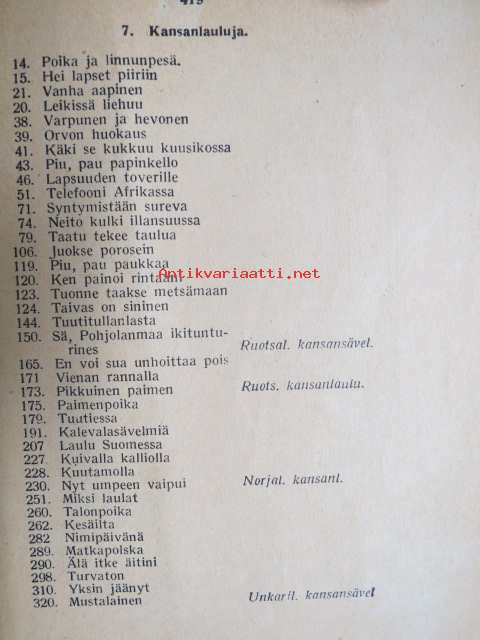 419
7. Kansanlauluja.
14. Poika ja linnunpesä.
15. Hei lapset piiriin
21. Vanha aapinen
20. Leikissä liehuu
38. Varpunen ja hevonen
39. Orvon huokaus
41. Käki se kukkuu kuusikossa
43. Piu, pau papinkello
46. Lapsuuden toverille
51. Telefooni Afrikassa
71. Syntymistään sureva
74. Neito kulki illansuussa
79. Taatu tekee taulua
106. Juokse porosein
119. Piu, pau paukkaa
Antikvariaatti.net
120. Ken painoi rintaani
123. Tuonne taakse metsämaan
124. Taivas on sininen
144. Tuutitullanlasta
150. Sä, Pohjolanmaa ikituntu-
rines Ruotsal. kansansävel.
165. En voi sua unhoittaa pois
171 Vienan rannalla
173. Pikkuinen paimen Ruots. kansanlaulu.
175. Paimenpoika
179. Tuutiessa
191. Kalevalasävelmiä
207 Laulu Suomessa
227. Kuivalla kalliolla
228. Kuutamolla
230. Nyt umpeen vaipui Norjal. kansanl.
251. Miksi laulat
260. Talonpoika
262. Kesäilta
282 Nimipäivänä
289. Matkapolska
290. Älä itke äitini
298. Turvaton
310. Yksin jäänyt
320. Mustalainen Unkaril. kansansävel